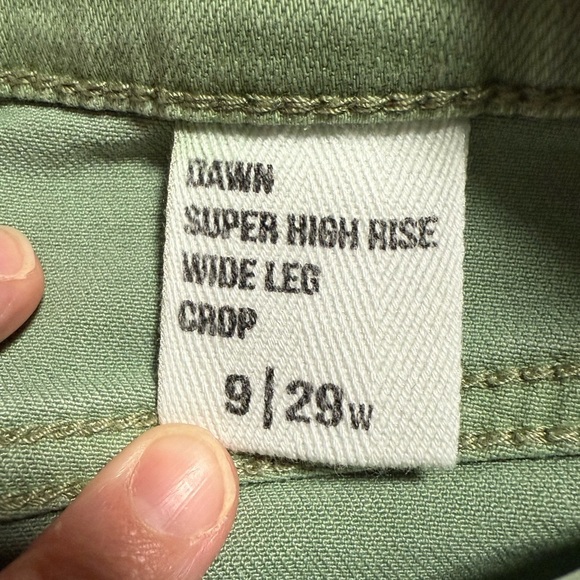 DAWN
SUPER HIGH RISE
WIDE LEG
CROP
9|29W